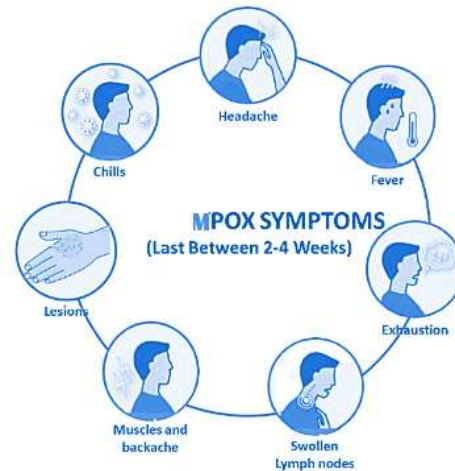 Headache
Chills
Fever
MPOX SYMPTOMS
(Last Between 2-4 Weeks)
Lesions
Exhaustion
Muscles and
backache
Swollen
Lymph nodes